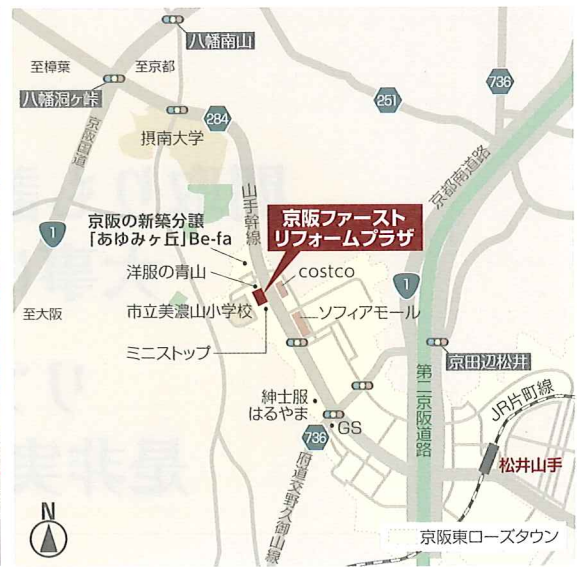 八幡南山
至樟葉
至京都
八幡洞ヶ峠
736
251
284
摂南大学
京阪国道
京都南道路
山手幹線
京阪の新築分譲
「あゆみヶ丘」Be-fa
京阪ファースト
リフォームプラザ
1
洋服の青山
costco
1
至大阪
市立美濃山小学校
ソフィアモール
ミニストップ
京田辺松井
第二京阪道路
JR片町線
紳士服
はるやま
GS
736
松井山手
府道交野久御山線
N
京阪東ローズタウン